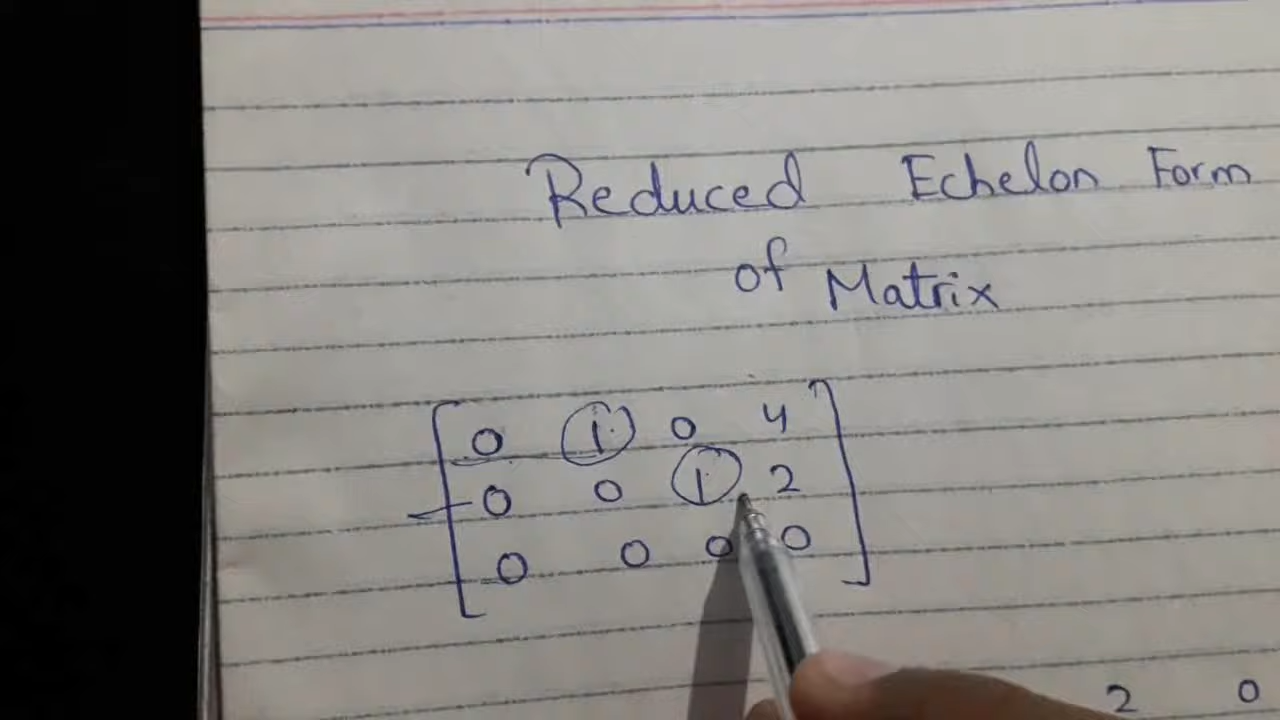 Reduced Echelon Form
of Matrix
0 1 0 4
0 0 1 2
0 0 0 0
2 0